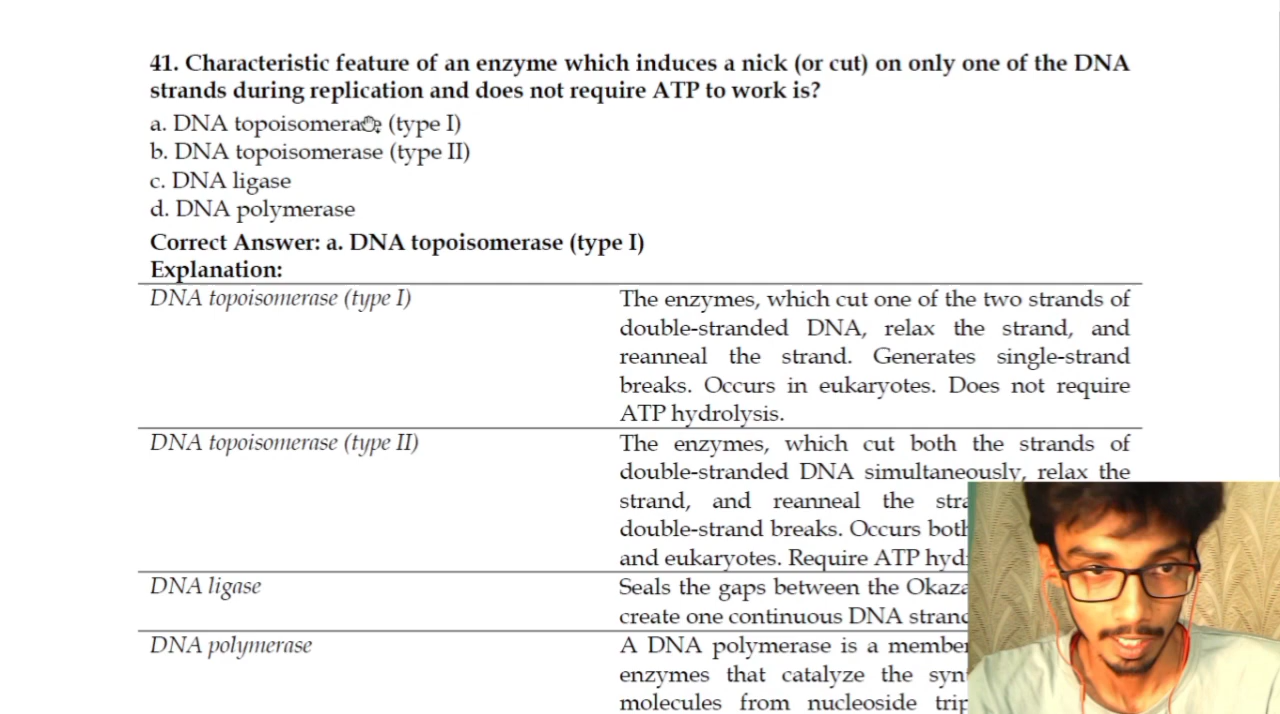 41. Characteristic feature of an enzyme which induces a nick (or cut) on only one of the DNA
strands during replication and does not require ATP to work is?
a. DNA topoisomerase (type I)
b. DNA topoisomerase (type II)
c. DNA ligase
d. DNA polymerase
Correct Answer: a. DNA topoisomerase (type I)
Explanation:
DNA topoisomerase (type I)
The enzymes, which cut one of the two strands of
double-stranded DNA, relax the strand, and
reanneal the strand. Generates single-strand
breaks. Occurs in eukaryotes. Does not require
ATP hydrolysis.
DNA topoisomerase (type II)
The enzymes, which cut both the strands of
double-stranded DNA simultaneously, relax the
strand, and reanneal the
double-strand breaks. Occurs both
and eukaryotes. Require ATP
DNA ligase
Seals the gaps between the
create one continuous DNA
DNA polymerase
A DNA polymerase is a
enzymes that catalyze the
molecules from nucleoside